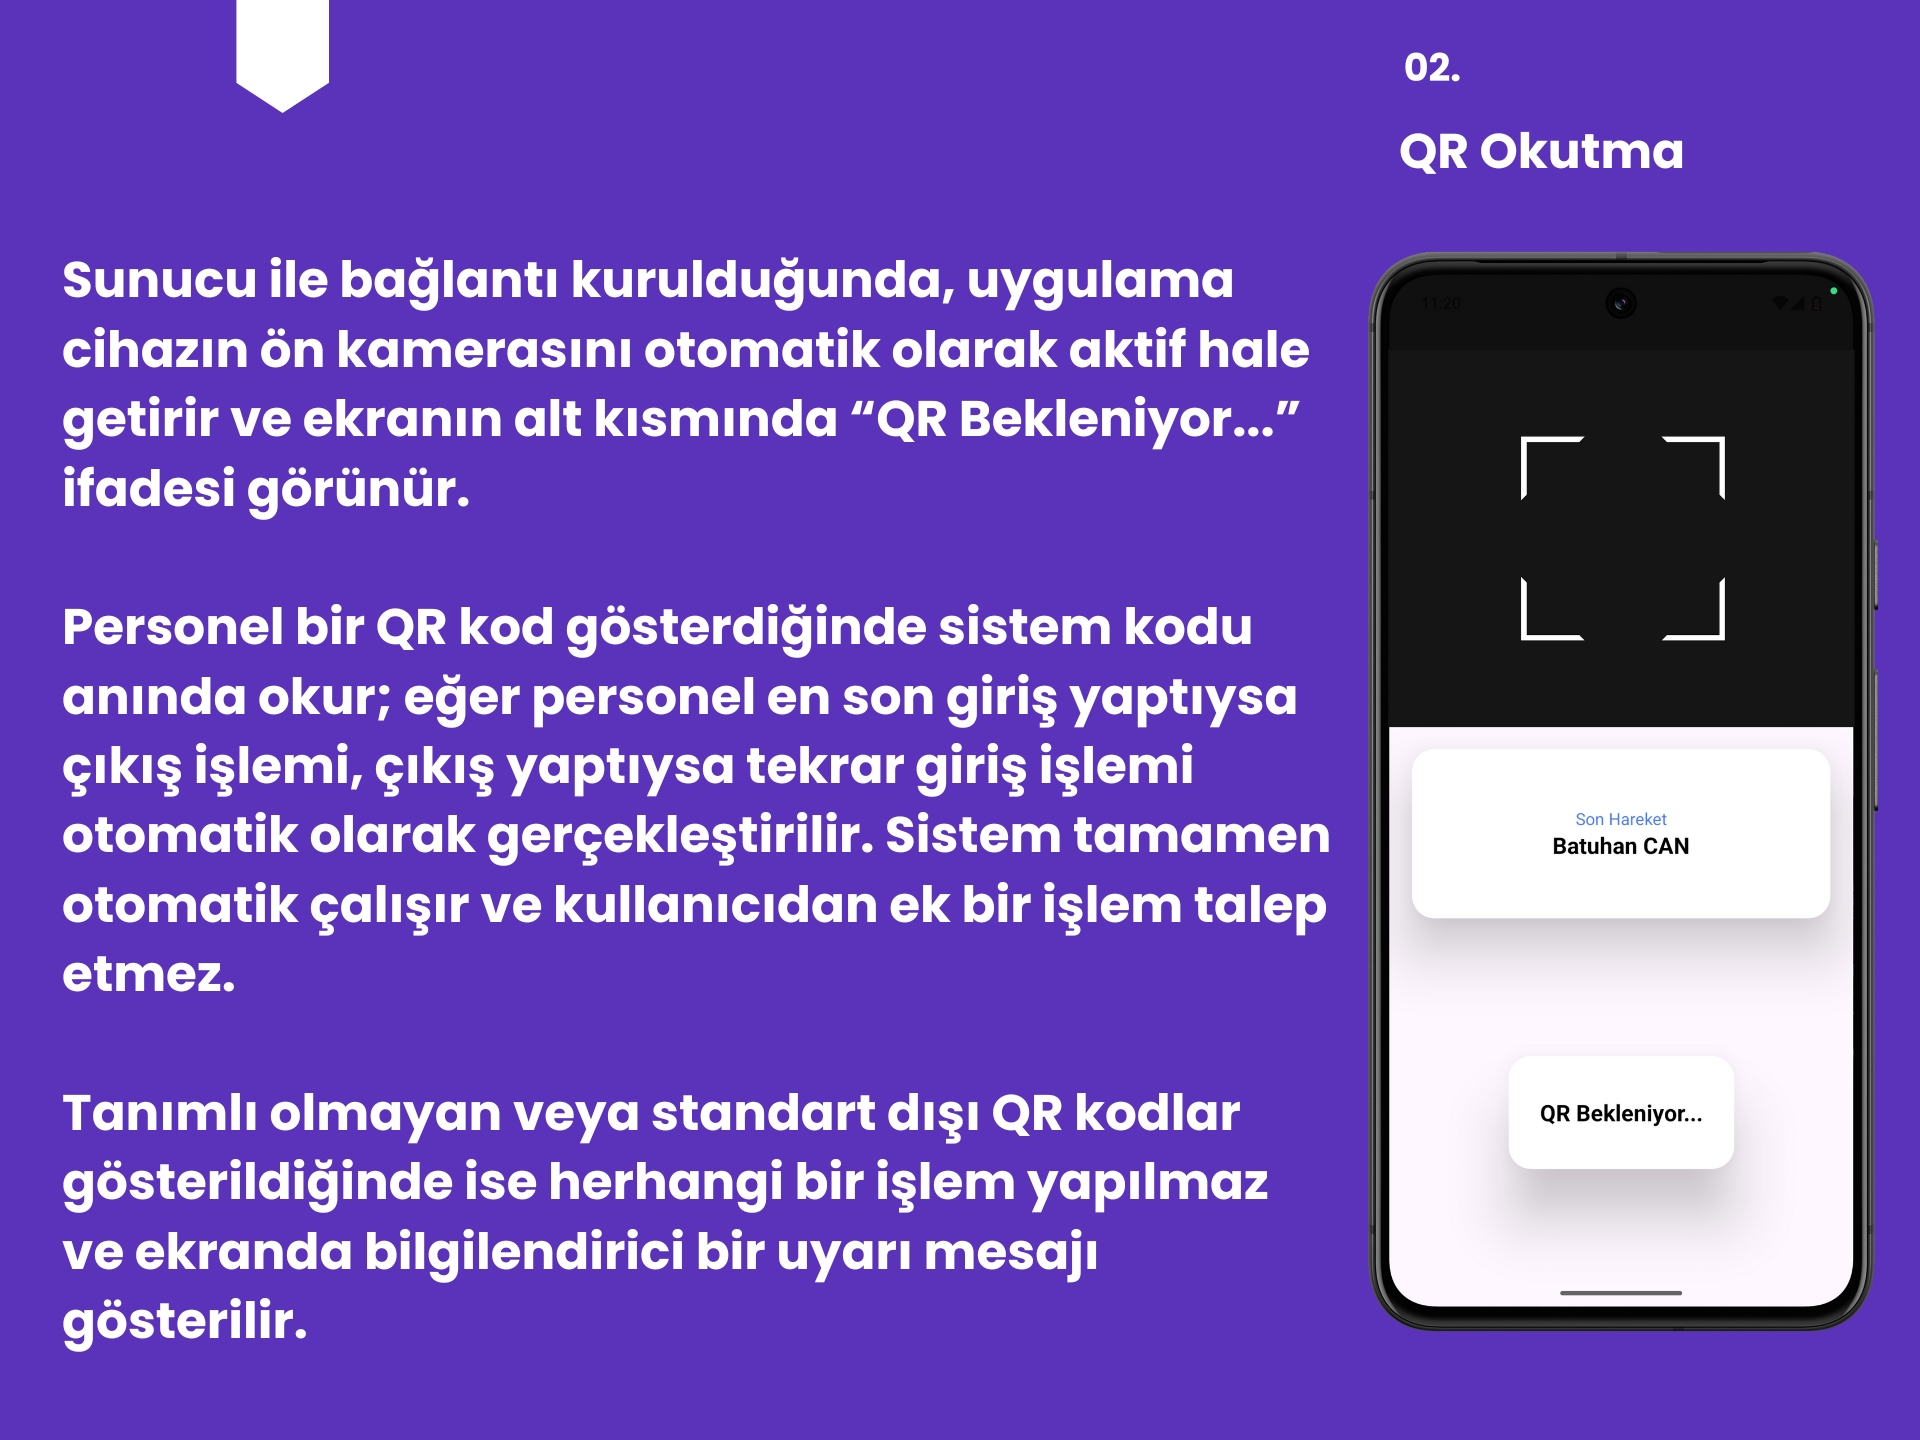 02.
QR Okutma
Sunucu ile bağlantı kurulduğunda, uygulama
cihazın ön kamerasını otomatik olarak aktif hale
getirir ve ekranın alt kısmında “QR Bekleniyor...”
ifadesi görünür.
Personel bir QR kod gösterdiğinde sistem kodu
anında okur; eğer personel en son giriş yaptıysa
çıkış işlemi, çıkış yaptıysa tekrar giriş işlemi
otomatik olarak gerçekleştirilir. Sistem tamamen
otomatik çalışır ve kullanıcıdan ek bir işlem talep
etmez.
Tanımlı olmayan veya standart dışı QR kodlar
gösterildiğinde ise herhangi bir işlem yapılmaz
ve ekranda bilgilendirici bir uyarı mesajı
gösterilir.
11:20
Son Hareket
Batuhan CAN
QR Bekleniyor...